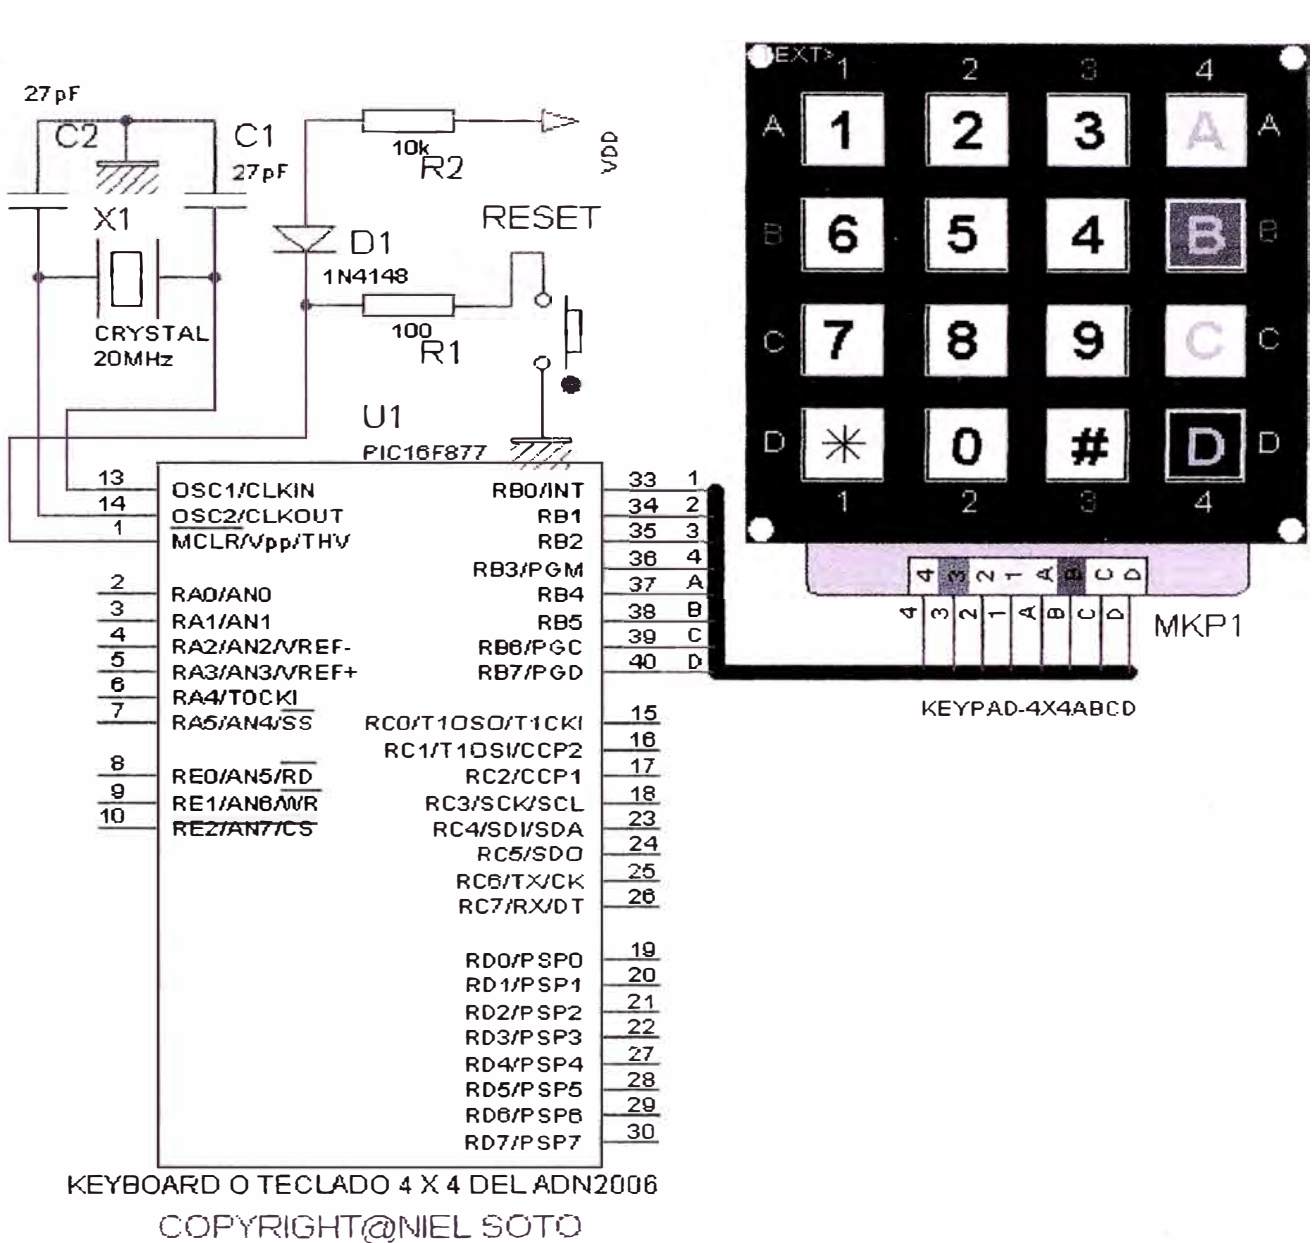 27pF
C2
C1
27pF
X1
CRYSTAL
20MHz
10k
R2
VDD
D1
1N4148
RESET
100
R1
U1
PIC16F877
13 OSC1/CLKIN
14 OSC2/CLKOUT
1 MCLR/Vpp/THV
2 RA0/AN0
3 RA1/AN1
4 RA2/AN2/VREF-
5 RA3/AN3/VREF+
6 RA4/T0CKI
7 RA5/AN4/SS
8 RE0/AN5/RD
9 RE1/AN6/WR
10 RE2/AN7/CS
RB0/INT 33 1
RB1 34 2
RB2 35 3
RB3/PGM 36 4
RB4 37 A
RB5 38 B
RB6/PGC 39 C
RB7/PGD 40 D
RC0/T1OSO/T1CKI 15
RC1/T1OSI/CCP2 16
RC2/CCP1 17
RC3/SCK/SCL 18
RC4/SDI/SDA 23
RC5/SDO 24
RC6/TX/CK 25
RC7/RX/DT 26
RD0/PSP0 19
RD1/PSP1 20
RD2/PSP2 21
RD3/PSP3 22
RD4/PSP4 27
RD5/PSP5 28
RD6/PSP6 29
RD7/PSP7 30
KEYBOARD O TECLADO 4 X 4 DEL ADN2006
COPYRIGHT@NIEL SOTO
1 2 3 4
A 1 2 3 A A
B 6 5 4 B B
C 7 8 9 C C
D * 0 # D D
1 2 3 4
4 3 2 1 A B C D
4 3 2 1 A B C D
MKP1
KEYPAD-4X4ABCD